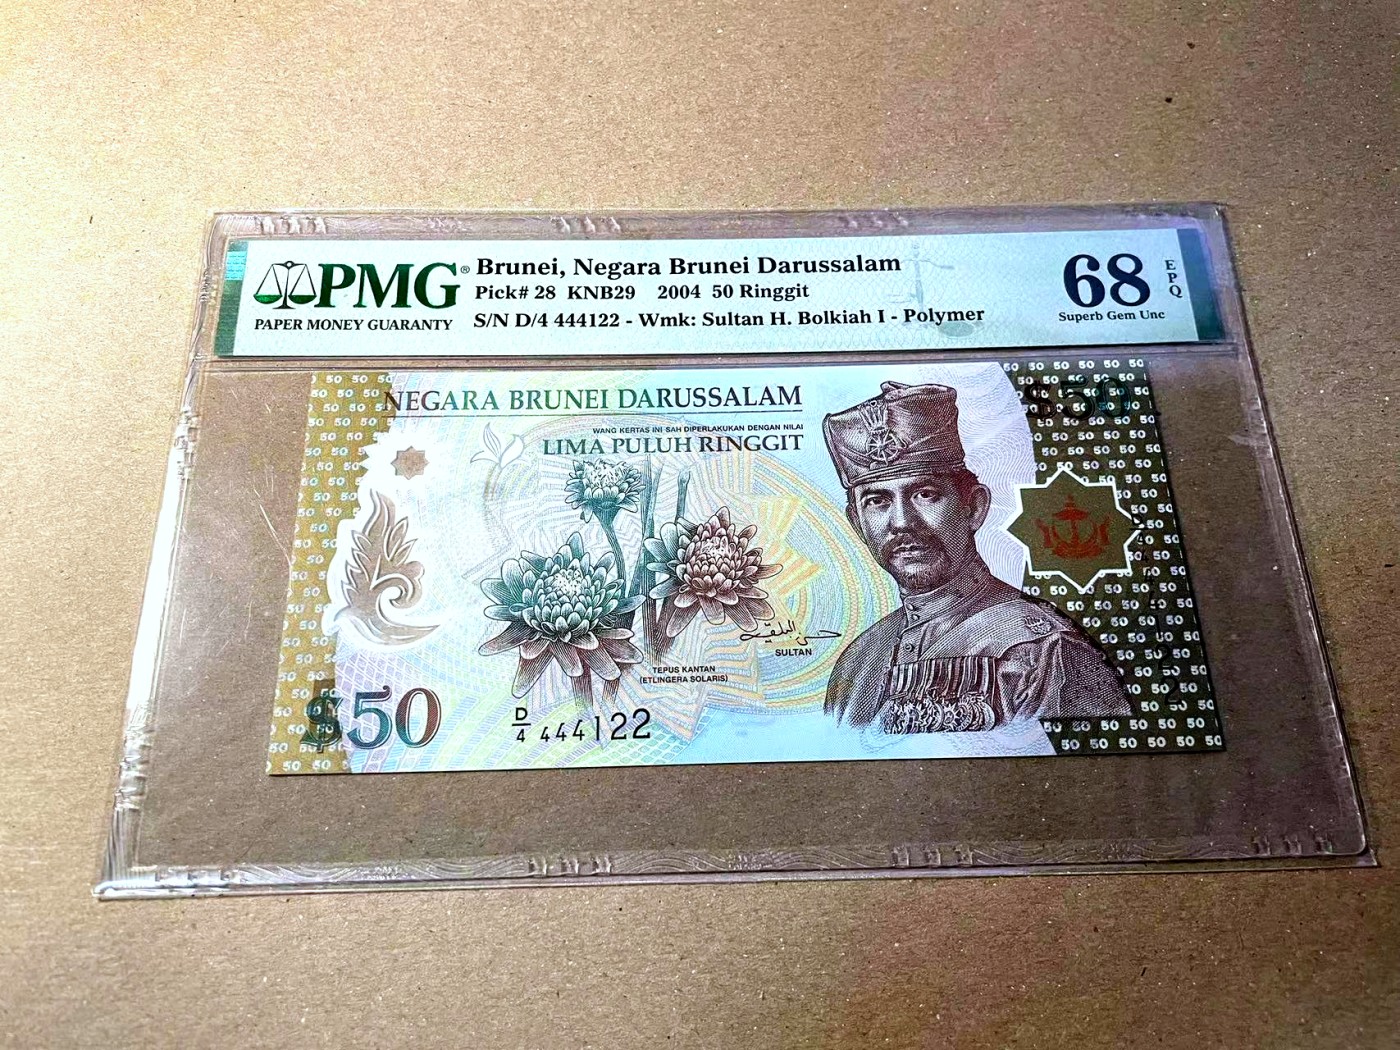 PMG®
PAPER MONEY GUARANTY
Brunei, Negara Brunei Darussalam
Pick# 28 KNB29 2004 50 Ringgit
S/N D/4 444122 - Wmk: Sultan H. Bolkiah I - Polymer
68
EPQ
Superb Gem Unc
$50
NEGARA BRUNEI DARUSSALAM
WANG KERTAS INI SAH DIPERLAKUKAN DENGAN NILAI
LIMA PULUH RINGGIT
SULTAN
TEPUS KANTAN
(ETLINGERA SOLARIS)
$50
D/4 444122